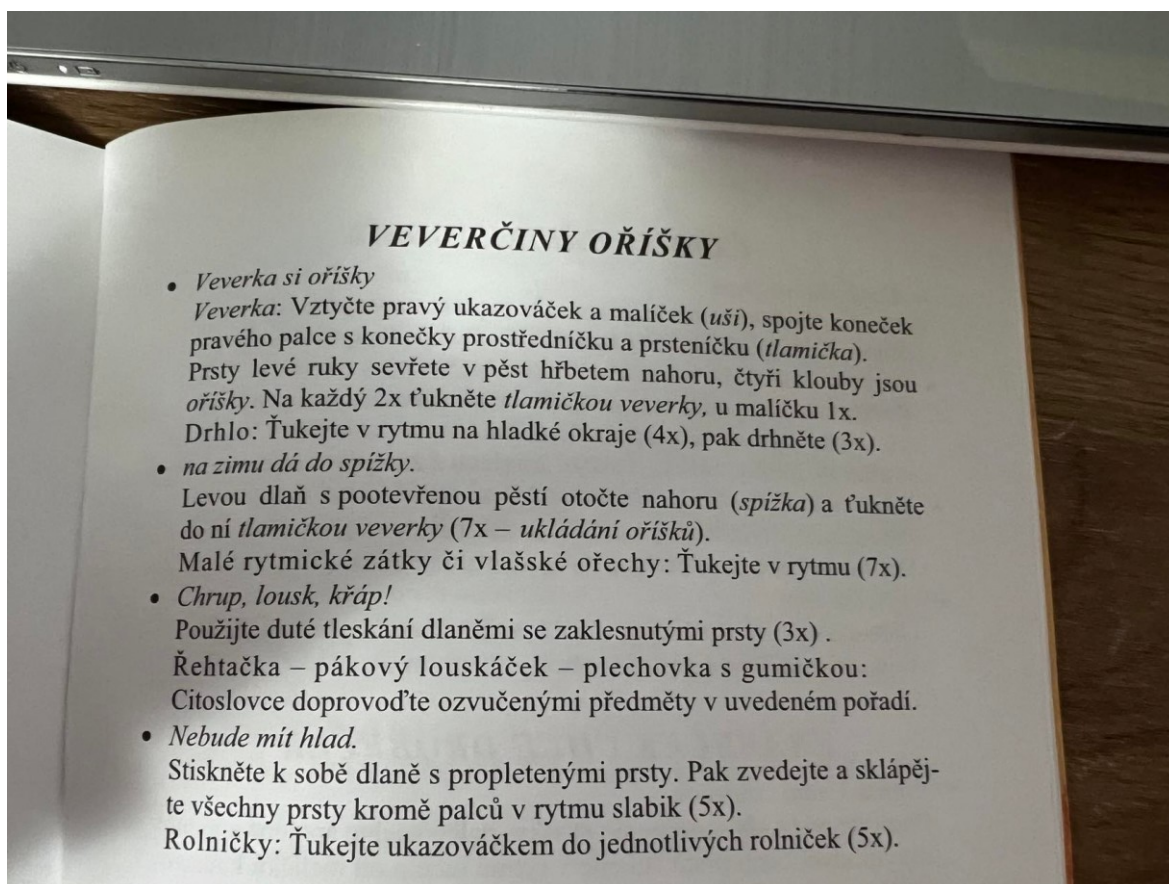 VEVERČINY OŘÍŠKY
• Veverka si oříšky
Veverka: Vztyčte pravý ukazováček a malíček (uši), spojte koneček
pravého palce s konečky prostředníčku a prsteníčku (tlamička).
Prsty levé ruky sevřete v pěst hřbetem nahoru, čtyři klouby jsou
oříšky. Na každý 2x ťukněte tlamičkou veverky, u malíčku 1x.
Drhlo: Ťukejte v rytmu na hladké okraje (4x), pak drhněte (3x).
• na zimu dá do spížky.
Levou dlaň s pootevřenou pěstí otočte nahoru (spížka) a ťukněte
do ní tlamičkou veverky (7x – ukládání oříšků).
Malé rytmické zátky či vlašské ořechy: Ťukejte v rytmu (7x).
• Chrup, lousk, křáp!
Použijte duté tleskání dlaněmi se zaklesnutými prsty (3x) .
Řehtačka – pákový louskáček – plechovka s gumičkou:
Citoslovce doprovoďte ozvučenými předměty v uvedeném pořadí.
• Nebude mít hlad.
Stiskněte k sobě dlaně s propletenými prsty. Pak zvedejte a sklápěj-
te všechny prsty kromě palců v rytmu slabik (5x).
Rolničky: Ťukejte ukazováčkem do jednotlivých rolniček (5x).